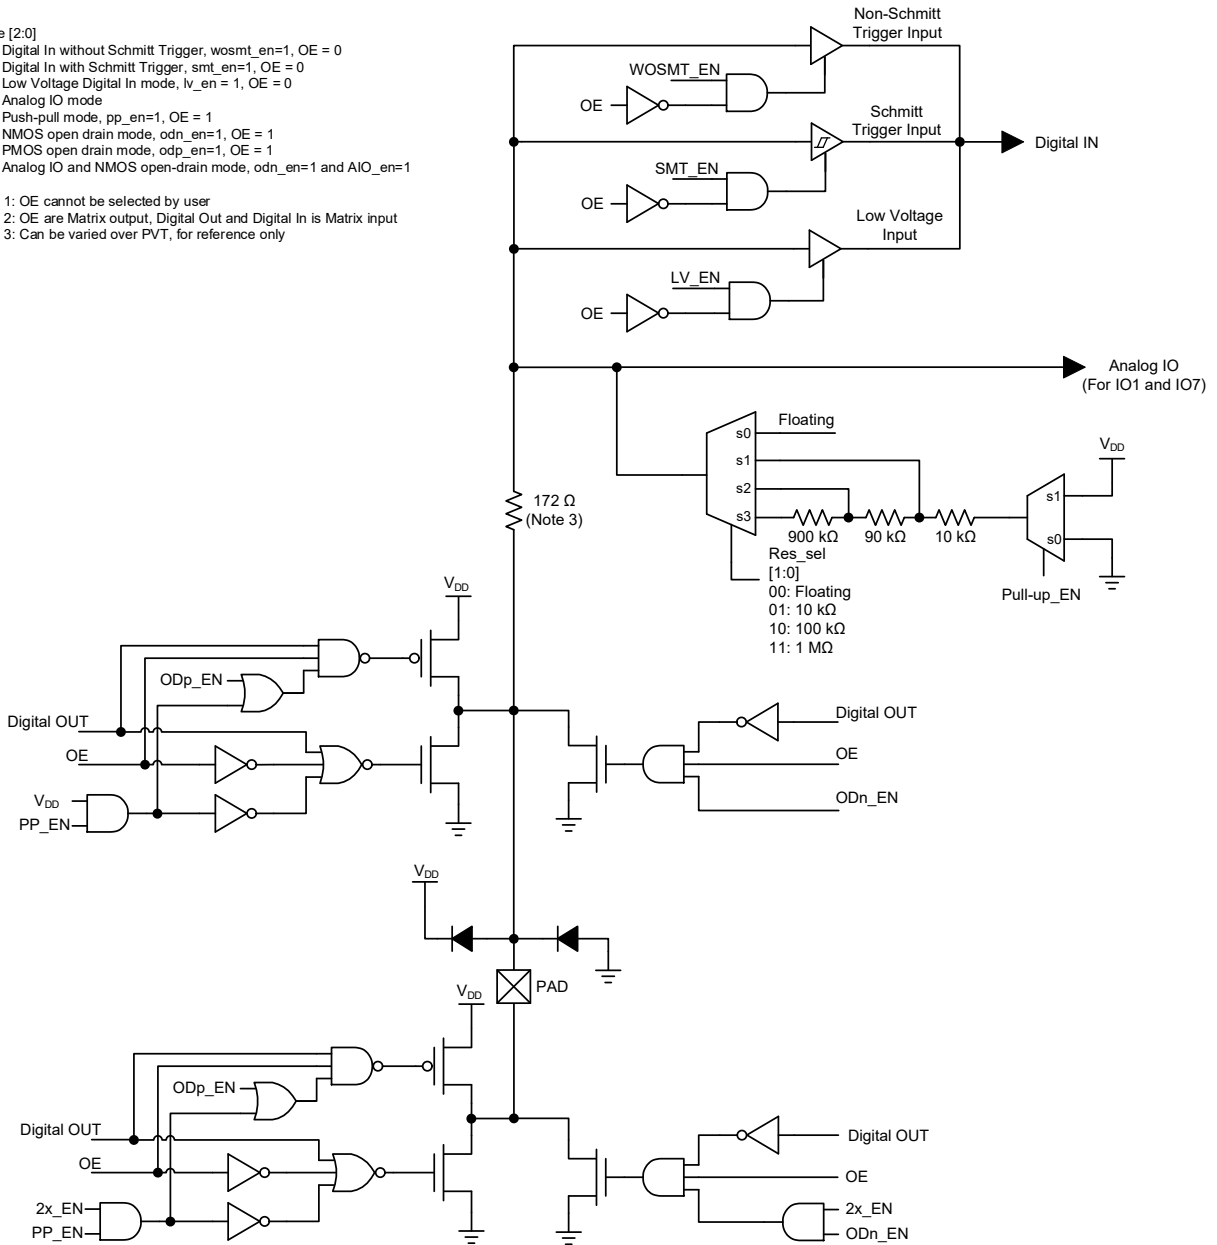 e [2:0]
Digital In without Schmitt Trigger, wosmt_en=1, OE = 0
Digital In with Schmitt Trigger, smt_en=1, OE = 0
Low Voltage Digital In mode, lv_en = 1, OE = 0
Analog IO mode
Push-pull mode, pp_en=1, OE = 1
NMOS open drain mode, odn_en=1, OE = 1
PMOS open drain mode, odp_en=1, OE = 1
Analog IO and NMOS open-drain mode, odn_en=1 and AIO_en=1
1: OE cannot be selected by user
2: OE are Matrix output, Digital Out and Digital In is Matrix input
3: Can be varied over PVT, for reference only
Non-Schmitt
Trigger Input
WOSMT_EN
OE
Schmitt
Trigger Input
Digital IN
SMT_EN
OE
Low Voltage
Input
LV_EN
OE
Analog IO
(For IO1 and IO7)
Floating
s0
s1
s2
s3
VDD
s1
s0
172 Ω
(Note 3)
900 kΩ
90 kΩ
10 kΩ
Res_sel
[1:0]
00: Floating
01: 10 kΩ
10: 100 kΩ
11: 1 MΩ
Pull-up_EN
VDD
ODp_EN
Digital OUT
OE
VDD
PP_EN
Digital OUT
OE
ODn_EN
VDD
PAD
VDD
ODp_EN
Digital OUT
OE
2x_EN
PP_EN
Digital OUT
OE
2x_EN
ODn_EN